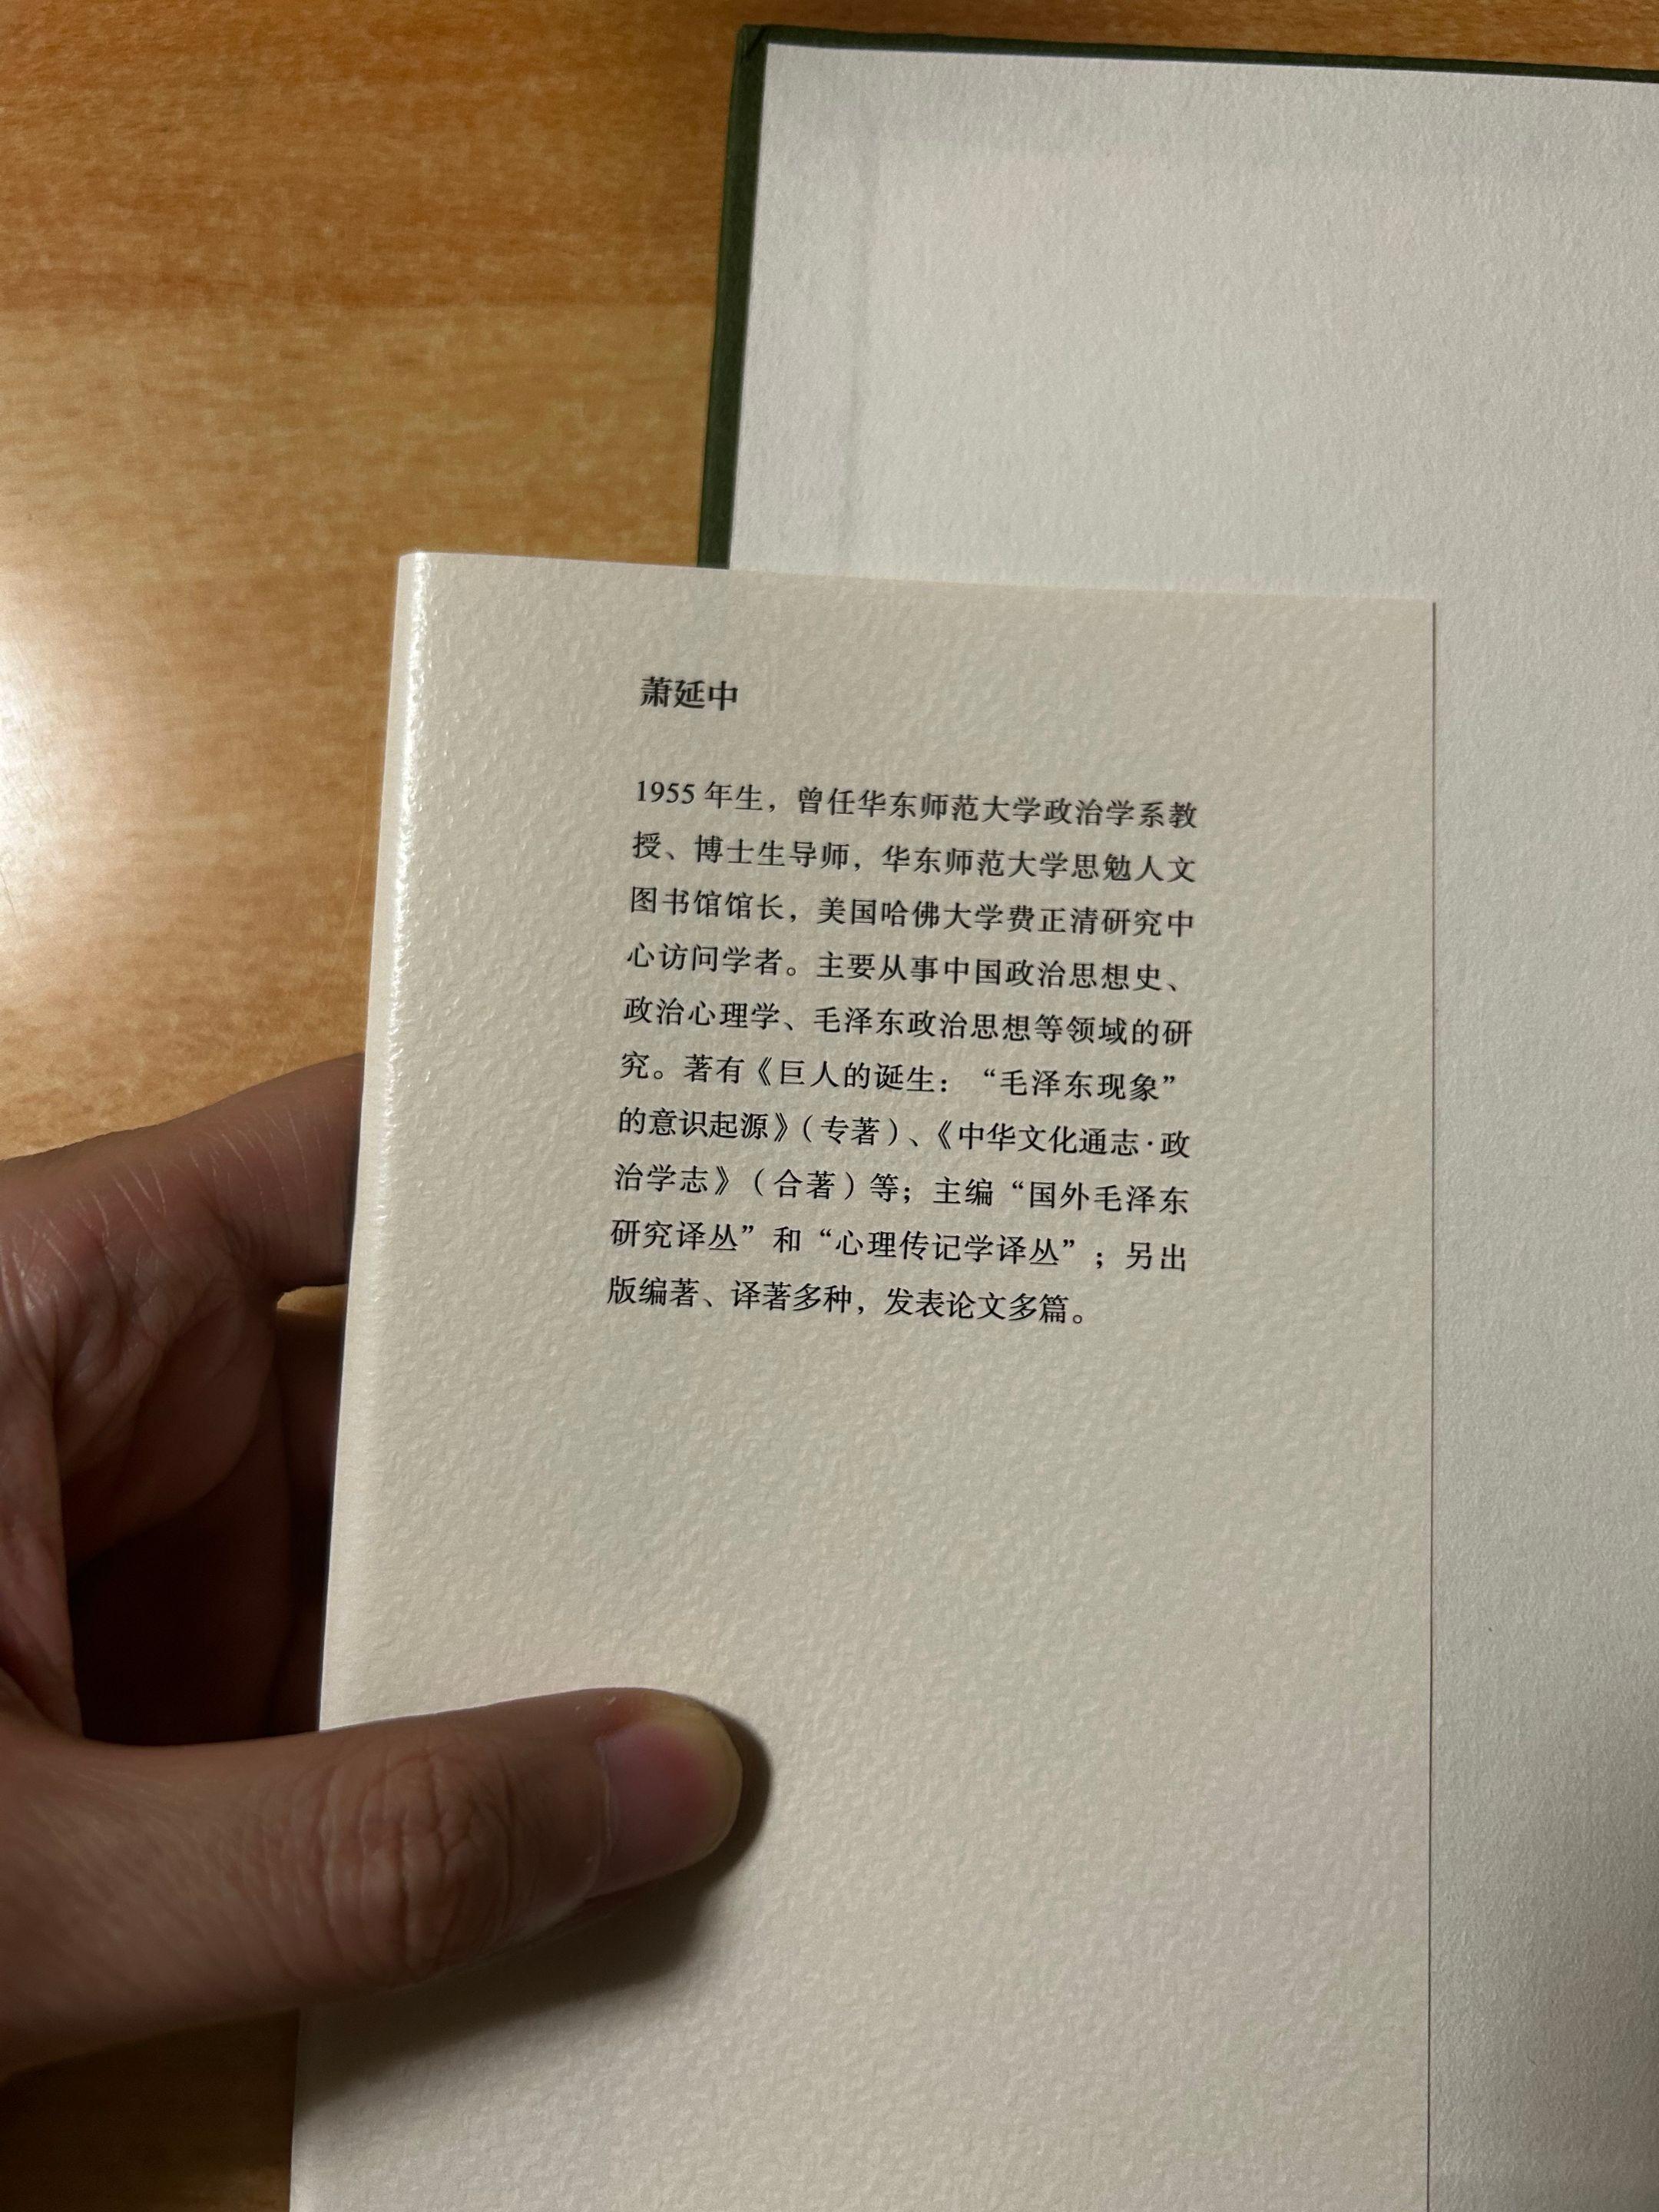 萧延中
1955 年生，曾任华东师范大学政治学系教
授、博士生导师，华东师范大学思勉人文
图书馆馆长，美国哈佛大学费正清研究中
心访问学者。主要从事中国政治思想史、
政治心理学、毛泽东政治思想等领域的研
究。著有《巨人的诞生：“毛泽东现象”
的意识起源》（专著）、《中华文化通志·政
治学志》（合著）等；主编“国外毛泽东
研究译丛”和“心理传记学译丛”；另出
版编著、译著多种，发表论文多篇。